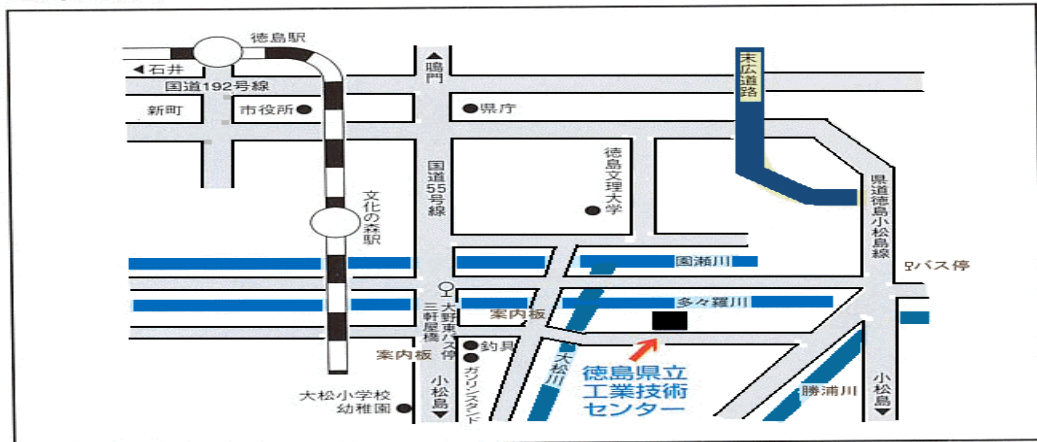 徳島駅
◀石井
国道192号線
新町
市役所
▲鳴門
県庁
末広道路
国道55号線
徳島文理大学
県道徳島小松島線
文化の森駅
園瀬川
バス停
多々羅川
大野東バス停
三軒屋橋
案内板
案内板
釣具
ガソリンスタンド
大松川
徳島県立
工業技術
センター
勝浦川
大松小学校
幼稚園
小松島▶
小松島▶